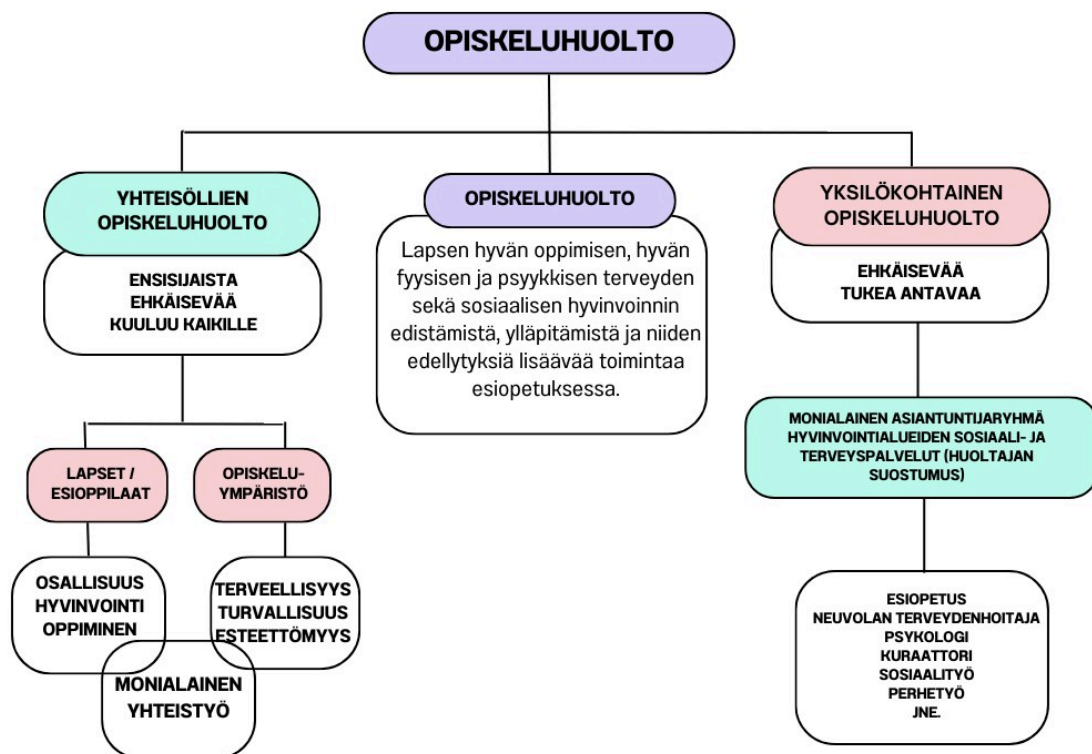 OPISKELUHUOLTO
YHTEISÖLLIEN
OPISKELUHUOLTO
ENSISIJAISTA
EHKÄISEVÄÄ
KUULUU KAIKILLE
LAPSET /
ESIOPPILAAT
OPISKELU-
YMPÄRISTÖ
OSALLISUUS
HYVINVOINTI
OPPIMINEN
TERVEELLISYYS
TURVALLISUUS
ESTEETTÖMYYS
MONIALAINEN
YHTEISTYÖ
OPISKELUHUOLTO
Lapsen hyvän oppimisen, hyvän
fyysisen ja psyykkisen terveyden
sekä sosiaalisen hyvinvoinnin
edistämistä, ylläpitämistä ja niiden
edellytyksiä lisäävää toimintaa
esiopetuksessa.
YKSILÖKOHTAINEN
OPISKELUHUOLTO
EHKÄISEVÄÄ
TUKEA ANTAVAA
MONIALAINEN ASIANTUNTIJARYHMÄ
HYVINVOINTIALUEIDEN SOSIAALI- JA
TERVEYSPALVELUT (HUOLTAJAN
SUOSTUMUS)
ESIOPETUS
NEUVOLAN TERVEYDENHOITAJA
PSYKOLOGI
KURAATTORI
SOSIAALITYÖ
PERHETYÖ
JNE.